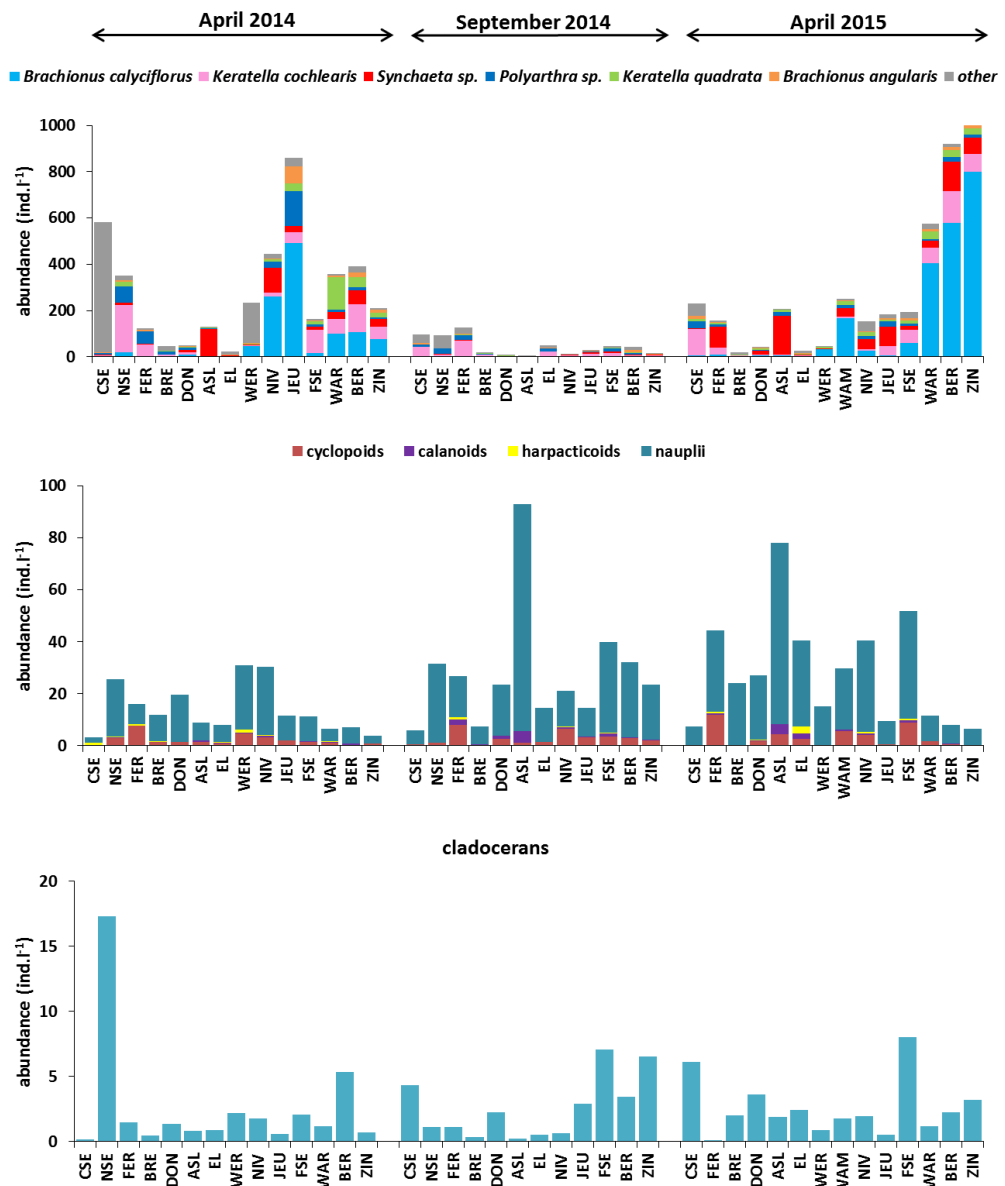 April 2014 September 2014 April 2015
Brachionus calyciflorus Keratella cochlearis Synchaeta sp. Polyarthra sp. Keratella quadrata Brachionus angularis other
abundance (ind.l-1)
1000
800
600
400
200
0
CSE NSE FER BRE DON ASL EL WER NIV JEU FSE WAR BER ZIN CSE NSE FER BRE DON ASL EL NIV JEU FSE BER ZIN CSE FER BRE DON ASL EL WER WAM NIV JEU FSE WAR BER ZIN
cyclopoids calanoids harpacticoids nauplii
abundance (ind.l-1)
100
80
60
40
20
0
CSE NSE FER BRE DON ASL EL WER NIV JEU FSE WAR BER ZIN CSE NSE FER BRE DON ASL EL NIV JEU FSE BER ZIN CSE FER BRE DON ASL EL WER WAM NIV JEU FSE WAR BER ZIN
cladocerans
abundance (ind.l-1)
20
15
10
5
0
CSE NSE FER BRE DON ASL EL WER NIV JEU FSE WAR BER ZIN CSE NSE FER BRE DON ASL EL NIV JEU FSE BER ZIN CSE FER BRE DON ASL EL WER WAM NIV JEU FSE WAR BER ZIN